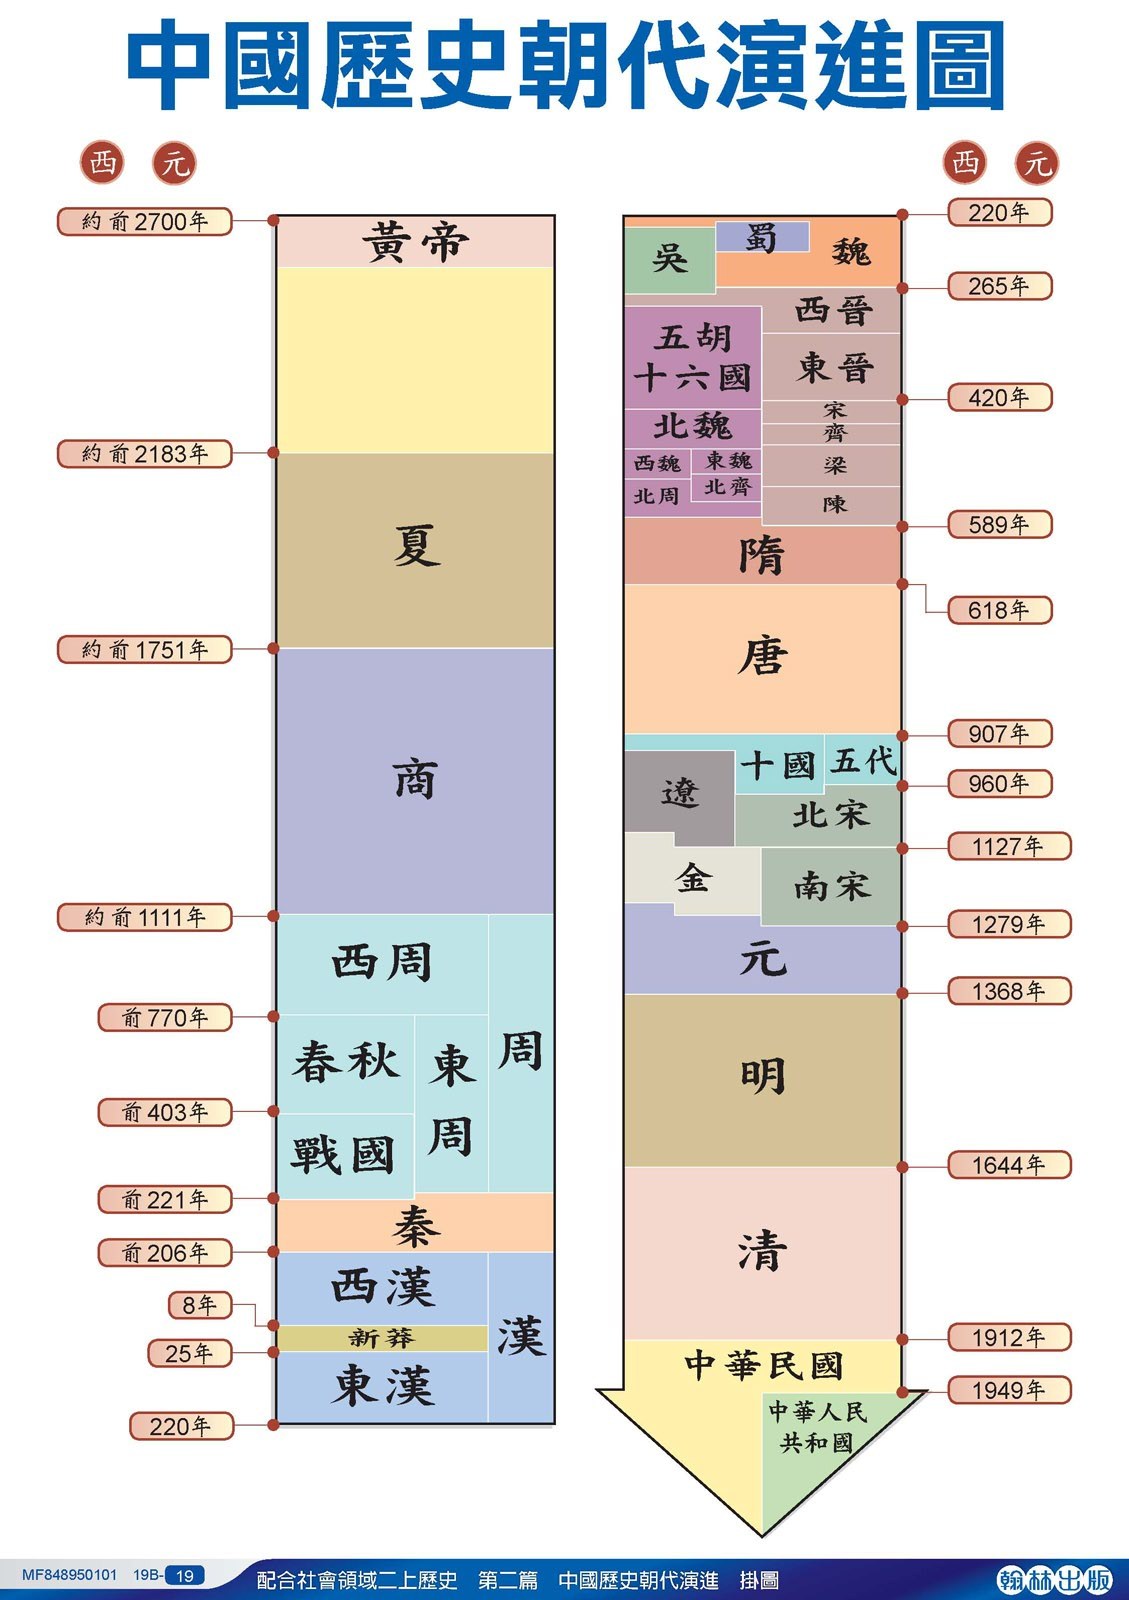 中國歷史朝代演進圖
西元
約前2700年
約前2183年
約前1751年
約前1111年
前770年
前403年
前221年
前206年
8年
25年
220年
黃帝
夏
商
西周
春秋
戰國
東周
周
秦
西漢
新莽
東漢
漢
西元
220年
265年
420年
589年
618年
907年
960年
1127年
1279年
1368年
1644年
1912年
1949年
吳
蜀
魏
西晉
五胡
十六國
東晉
宋
齊
北魏
西魏
東魏
梁
北周
北齊
陳
隋
唐
十國
五代
遼
北宋
金
南宋
元
明
清
中華民國
中華人民
共和國
MF848950101 19B-19
配合社會領域二上歷史 第二篇 中國歷史朝代演進 掛圖
翰林出版